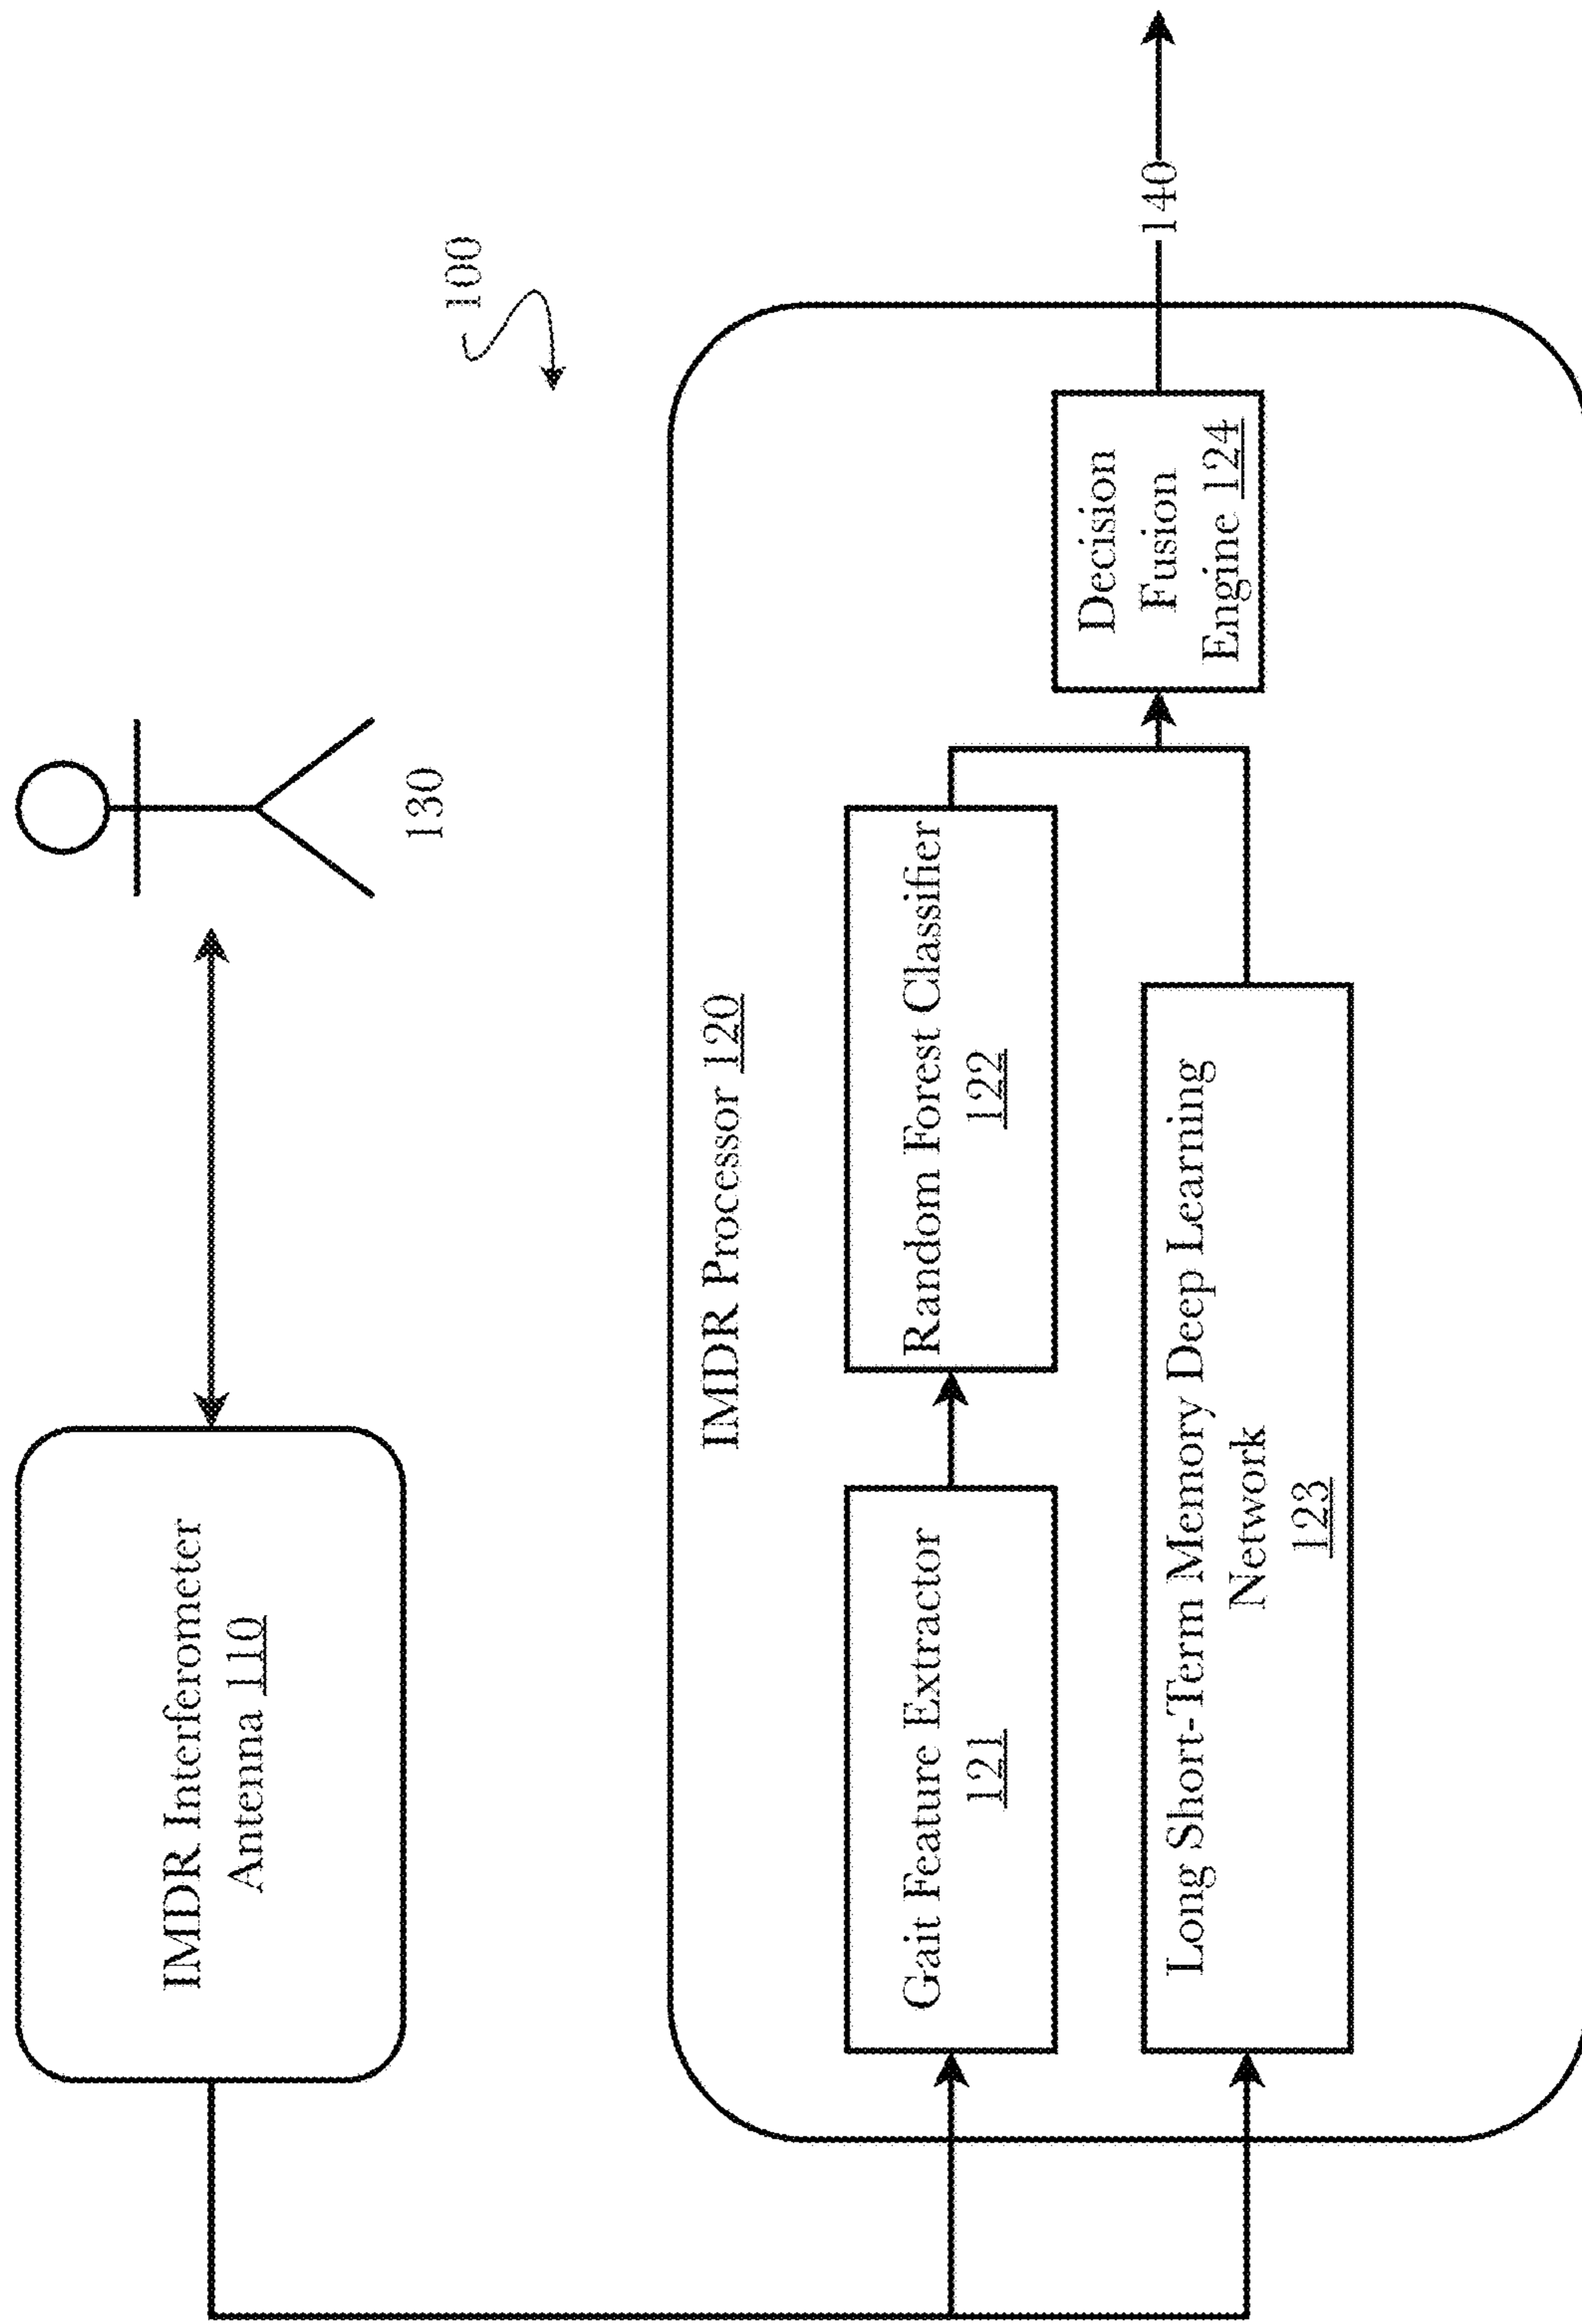 IMDR Interferometer
Antenna 110
130
100
IMDR Processor 120
Gait Feature Extractor
121
Random Forest Classifier
122
Long Short-Term Memory Deep Learning
Network
123
Decision
Fusion
Engine 124
140